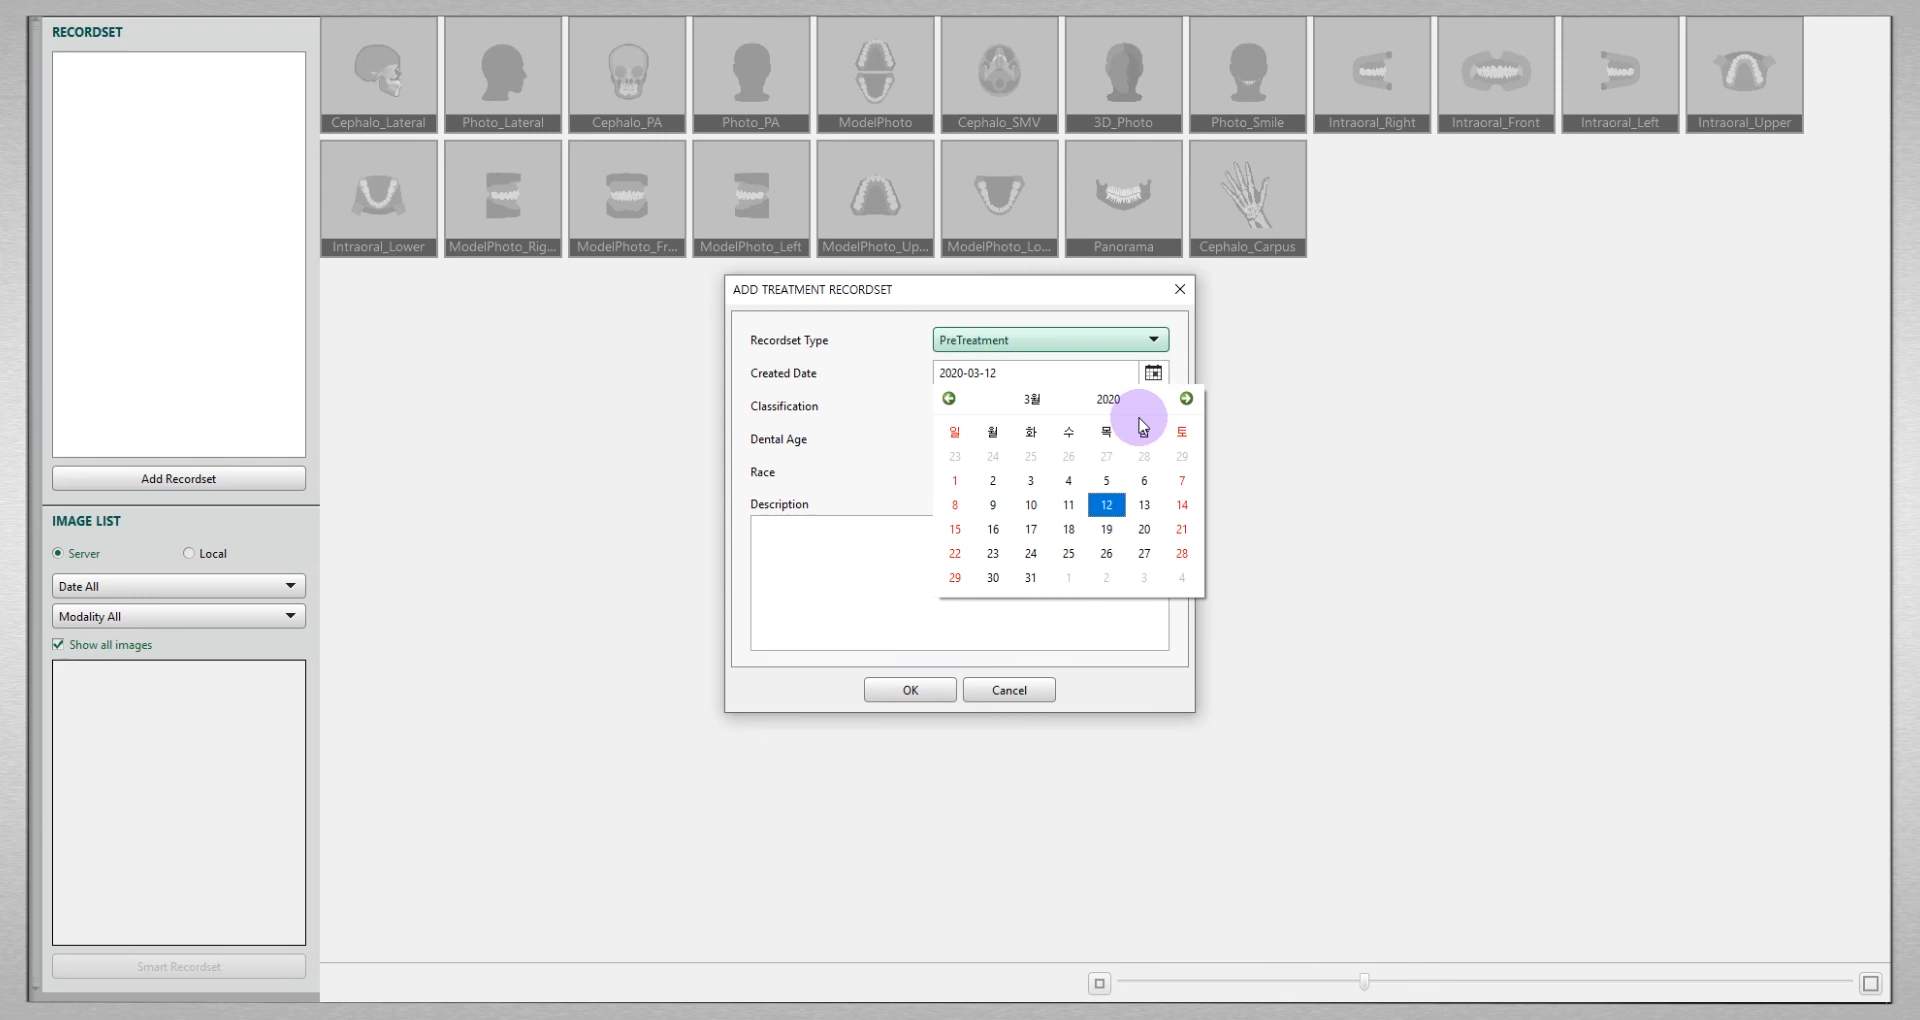 RECORDSET
Cephalo_Lateral
Photo_Lateral
Cephalo_PA
Photo_PA
ModelPhoto
Cephalo_SMV
3D_Photo
Photo_Smile
Intraoral_Right
Intraoral_Front
Intraoral_Left
Intraoral_Upper
Intraoral_Lower
ModelPhoto_Rig...
ModelPhoto_Fr...
ModelPhoto_Left
ModelPhoto_Up...
ModelPhoto_Lo...
Panorama
Cephalo_Carpus
Add Recordset
IMAGE LIST
Server Local
Date All
Modality All
Show all images
Smart Recordset
ADD TREATMENT RECORDSET
Recordset Type PreTreatment
Created Date 2020-03-12
Classification
Dental Age
Race
Description
3월 2020
일 월 화 수 목 토
23 24 25 26 27 28 29
1 2 3 4 5 6 7
8 9 10 11 12 13 14
15 16 17 18 19 20 21
22 23 24 25 26 27 28
29 30 31 1 2 3 4
OK Cancel